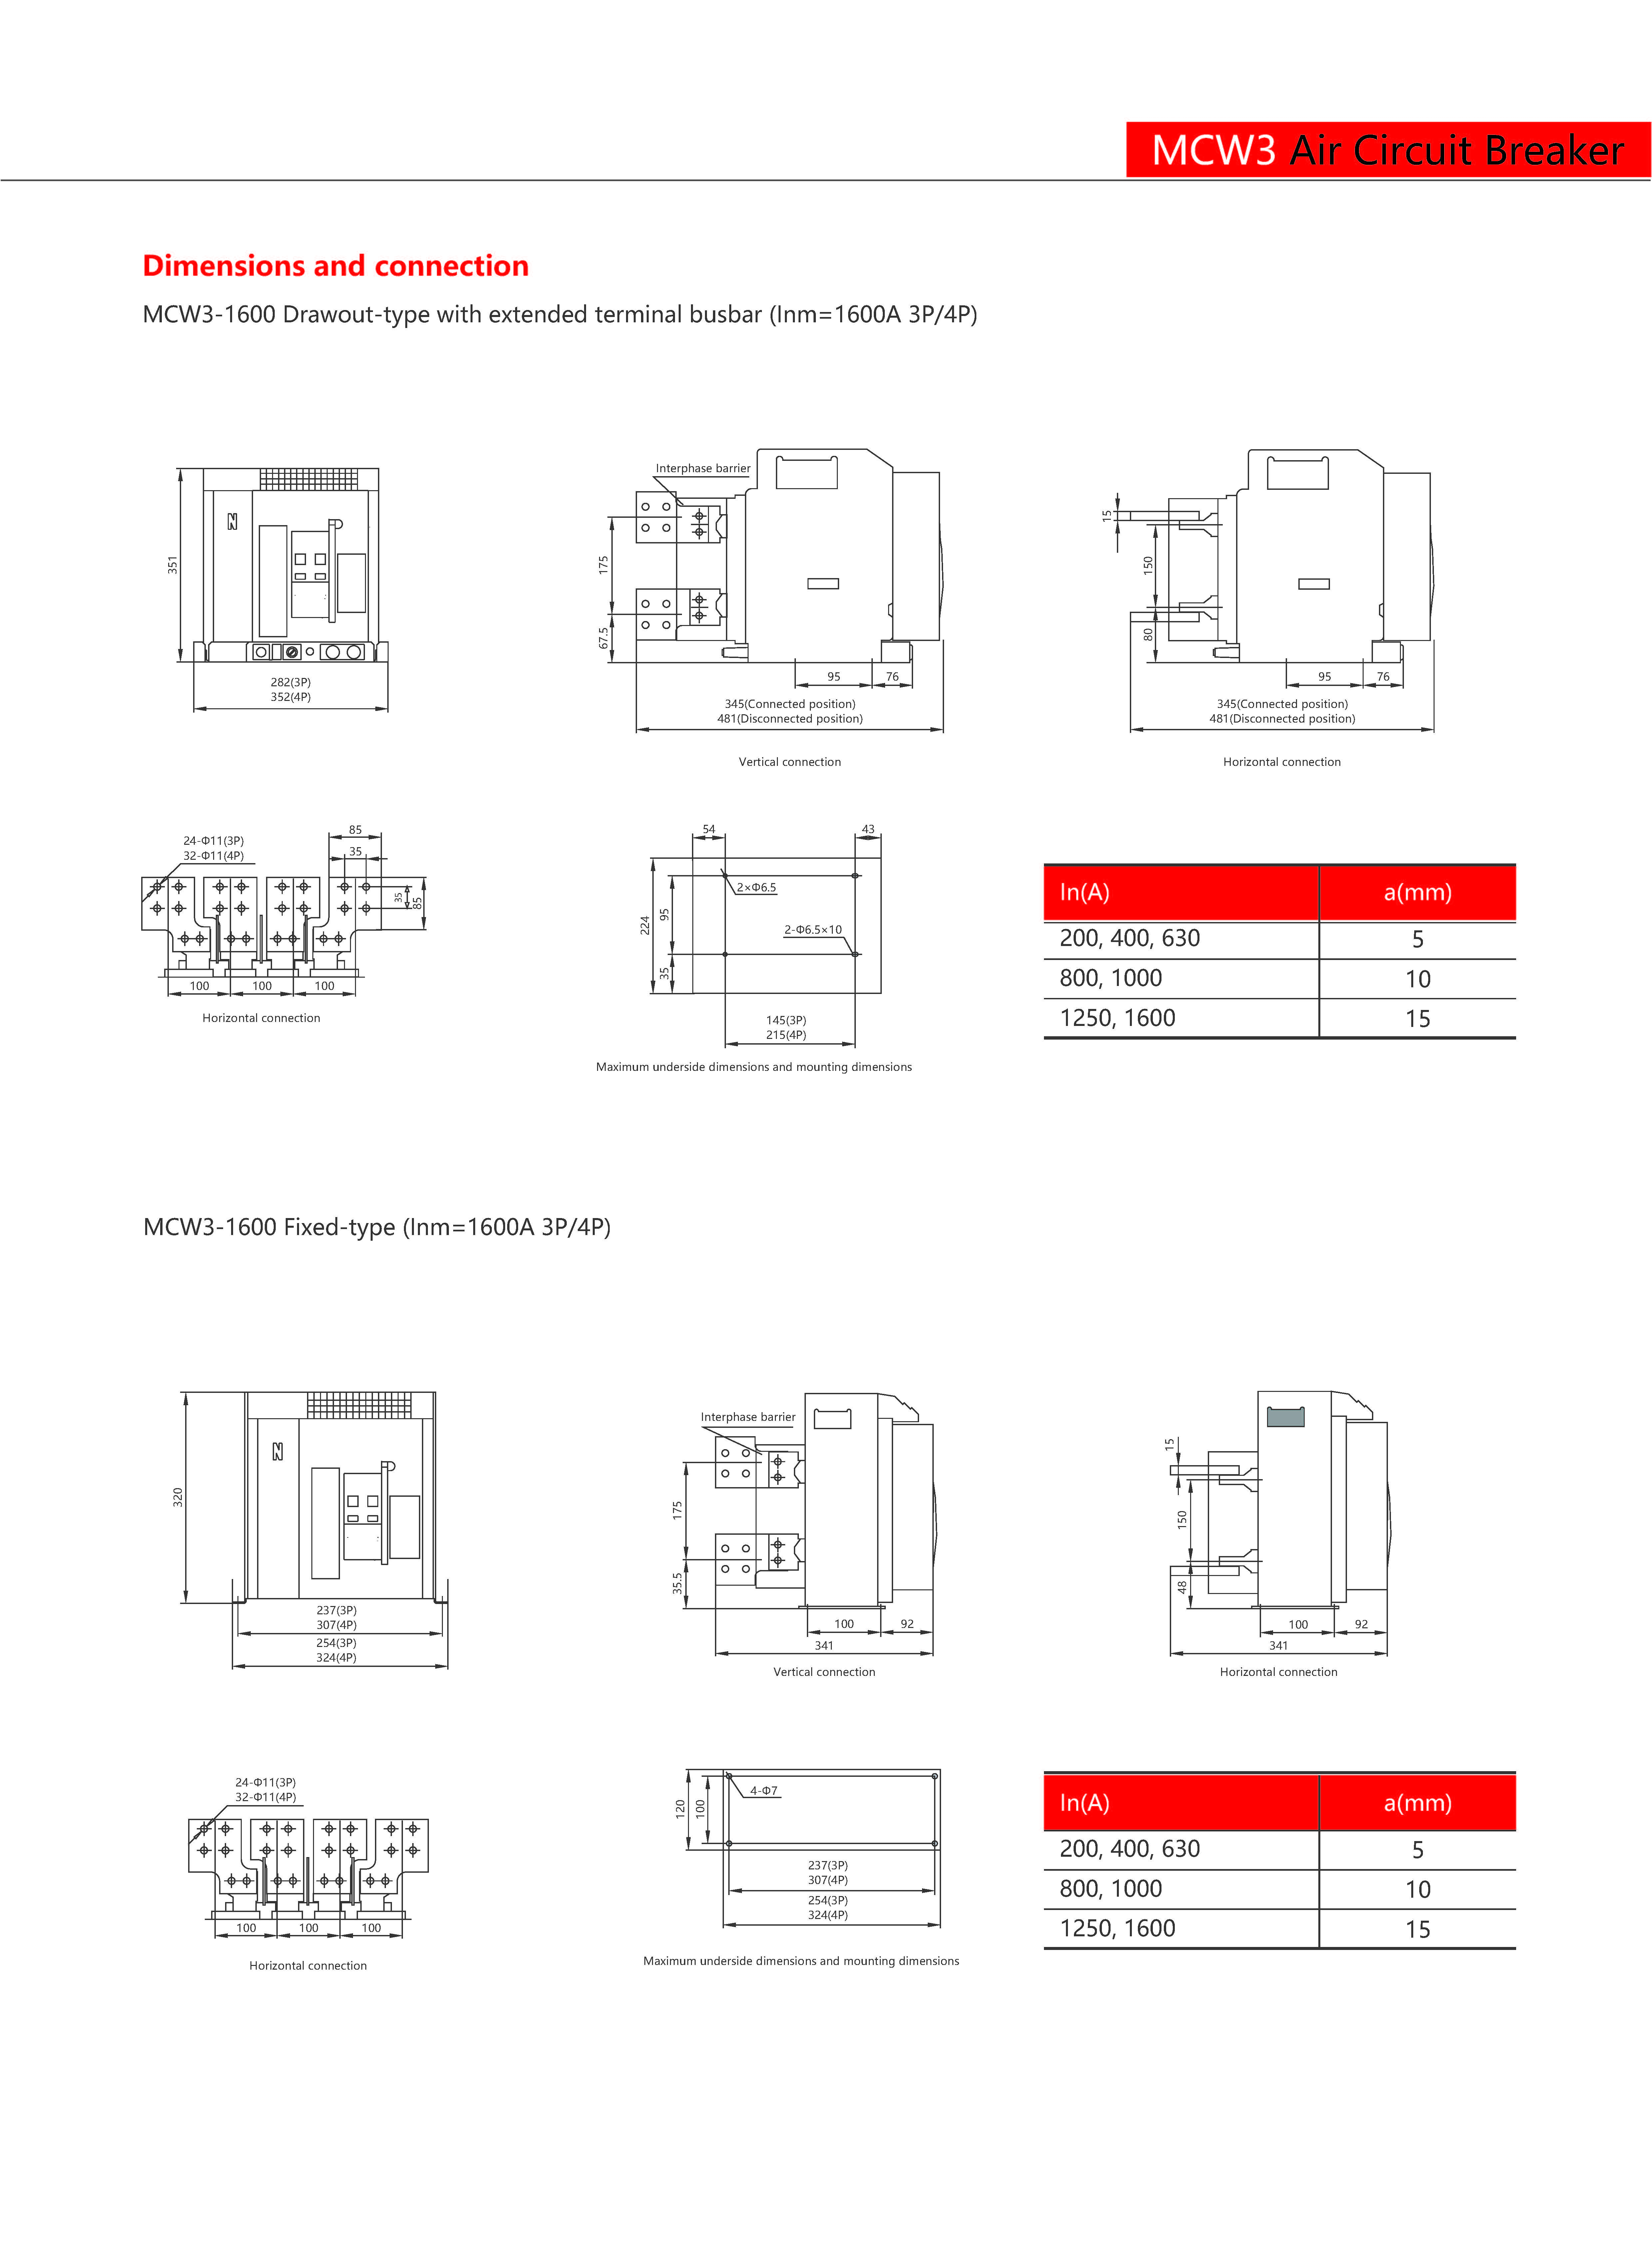 MCW3 Air Circuit Breaker
Dimensions and connection
MCW3-1600 Drawout-type with extended terminal busbar (Inm=1600A 3P/4P)
351
282(3P)
352(4P)
Interphase barrier
175
67.5
95
76
345(Connected position)
481(Disconnected position)
Vertical connection
15
150
80
95
76
345(Connected position)
481(Disconnected position)
Horizontal connection
24-Φ11(3P)
32-Φ11(4P)
85
35
35
85
100
100
100
Horizontal connection
54
43
2×Φ6.5
224
95
2-Φ6.5×10
35
145(3P)
215(4P)
Maximum underside dimensions and mounting dimensions
In(A) a(mm)
200, 400, 630 5
800, 1000 10
1250, 1600 15
MCW3-1600 Fixed-type (Inm=1600A 3P/4P)
320
237(3P)
307(4P)
254(3P)
324(4P)
Interphase barrier
175
35.5
100
92
341
Vertical connection
15
150
48
100
92
341
Horizontal connection
24-Φ11(3P)
32-Φ11(4P)
100
100
100
Horizontal connection
4-Φ7
120
100
237(3P)
307(4P)
254(3P)
324(4P)
Maximum underside dimensions and mounting dimensions
In(A) a(mm)
200, 400, 630 5
800, 1000 10
1250, 1600 15